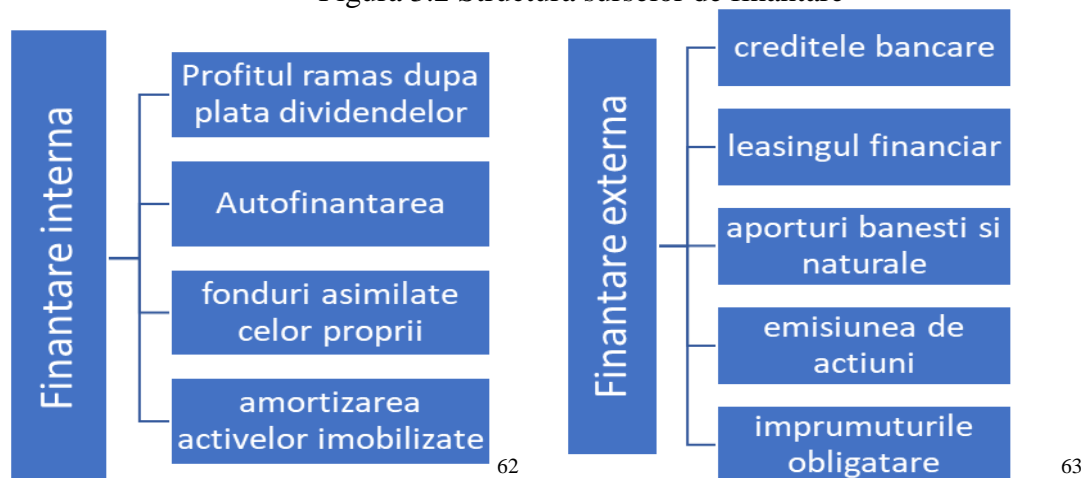 Figura 3.2 Structura surselor de finantare
Finantare interna
Profitul ramas dupa
plata dividendelor
Autofinantarea
fonduri asimilate
celor proprii
amortizarea
activelor imobilizate
62
Finantare externa
creditele bancare
leasingul financiar
aporturi banesti si
naturale
emisiunea de
actiuni
imprumuturile
obligatare
63